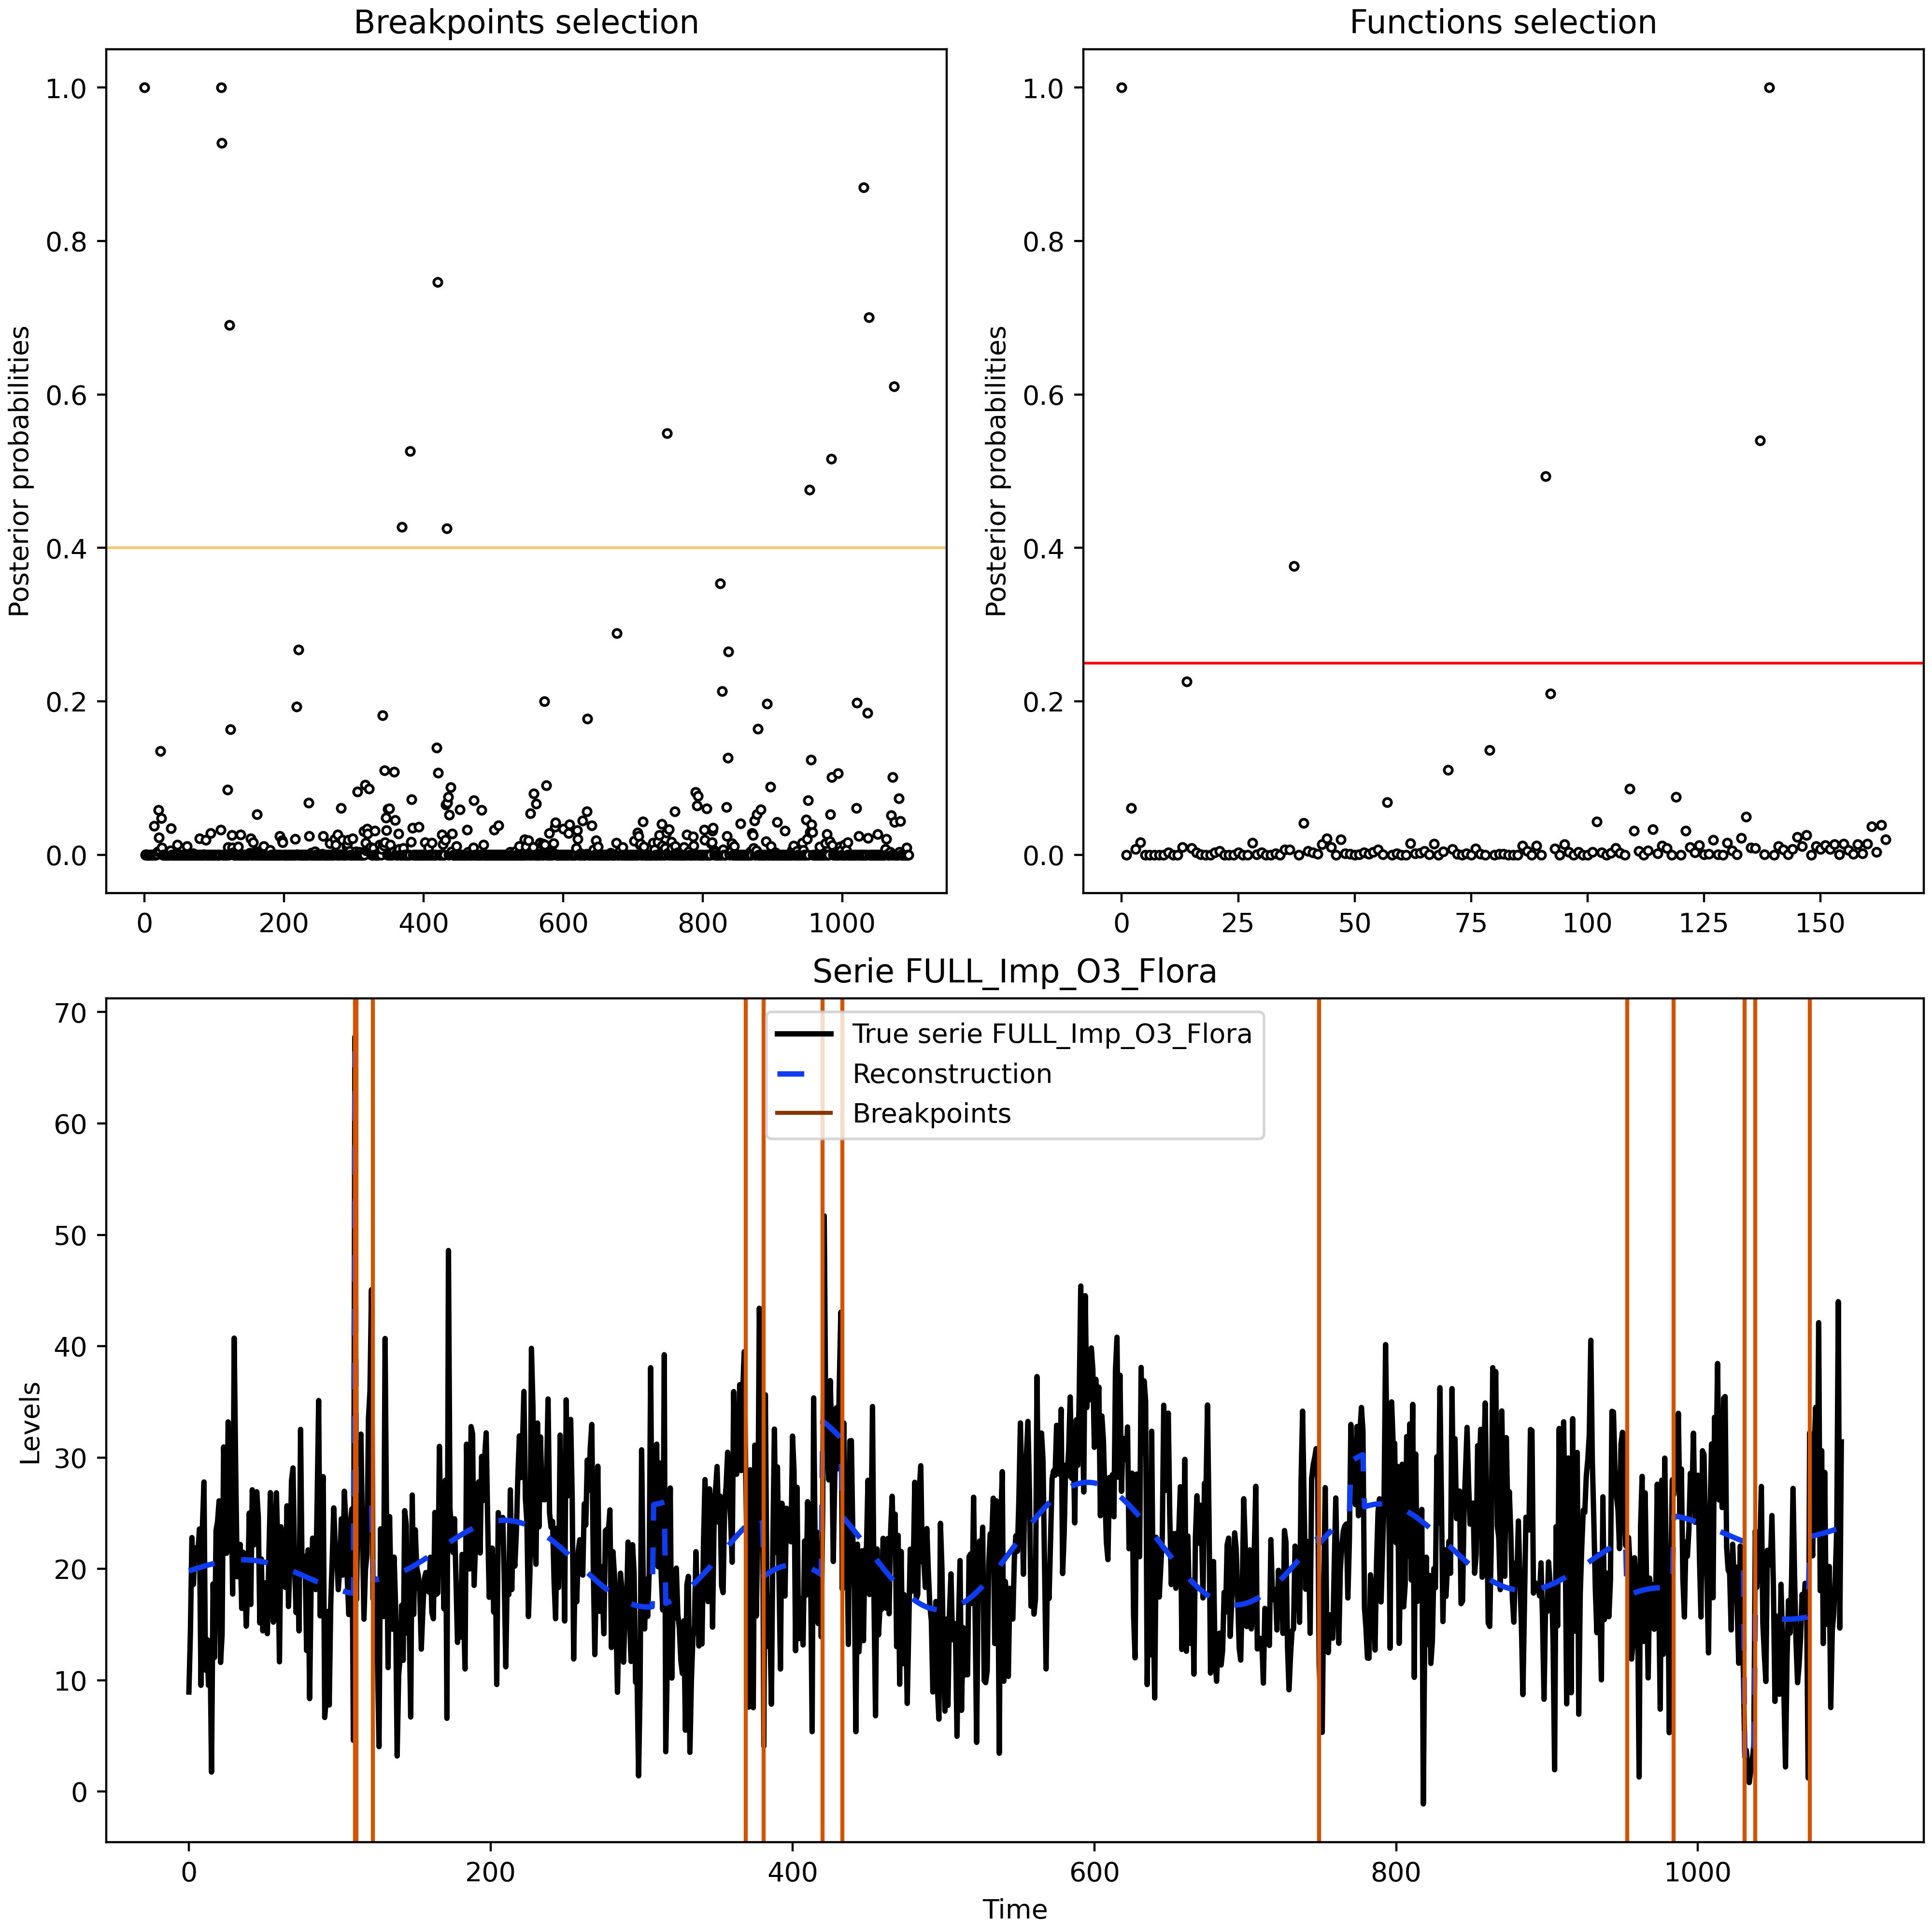 Breakpoints selection
Functions selection
Posterior probabilities
1.0
0.8
0.6
0.4
0.2
0.0
0 200 400 600 800 1000
Posterior probabilities
1.0
0.8
0.6
0.4
0.2
0.0
0 25 50 75 100 125 150
Serie FULL_Imp_O3_Flora
Levels
70
60
50
40
30
20
10
0
True serie FULL_Imp_O3_Flora
Reconstruction
Breakpoints
0 200 400 600 800 1000
Time